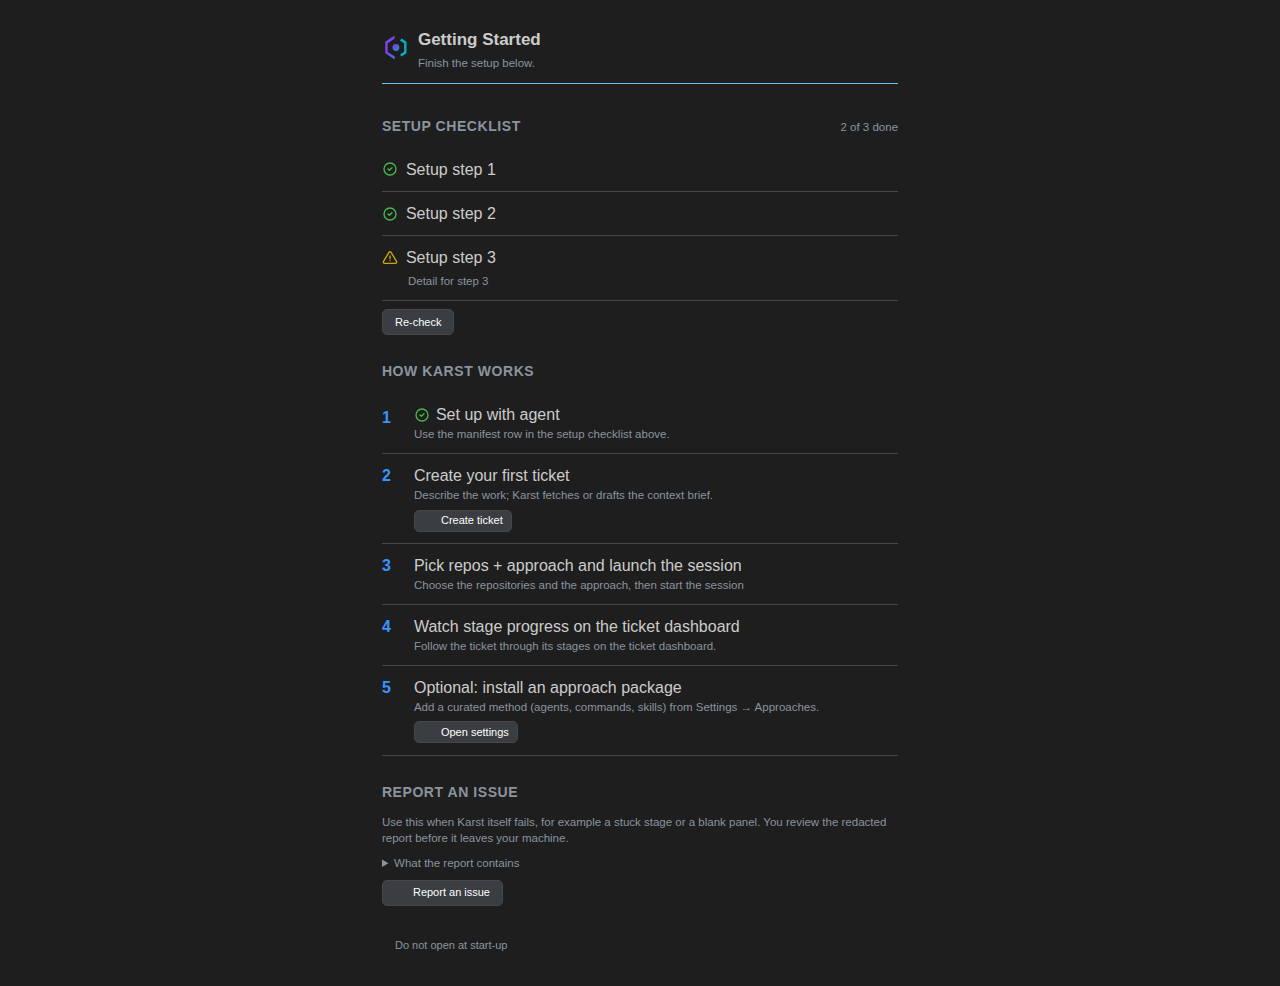 Getting Started
Finish the setup below.
SETUP CHECKLIST
2 of 3 done
Setup step 1
Setup step 2
Setup step 3
Detail for step 3
Re-check
HOW KARST WORKS
1
Set up with agent
Use the manifest row in the setup checklist above.
2
Create your first ticket
Describe the work; Karst fetches or drafts the context brief.
Create ticket
3
Pick repos + approach and launch the session
Choose the repositories and the approach, then start the session
4
Watch stage progress on the ticket dashboard
Follow the ticket through its stages on the ticket dashboard.
5
Optional: install an approach package
Add a curated method (agents, commands, skills) from Settings → Approaches.
Open settings
REPORT AN ISSUE
Use this when Karst itself fails, for example a stuck stage or a blank panel. You review the redacted
report before it leaves your machine.
What the report contains
Report an issue
Do not open at start-up